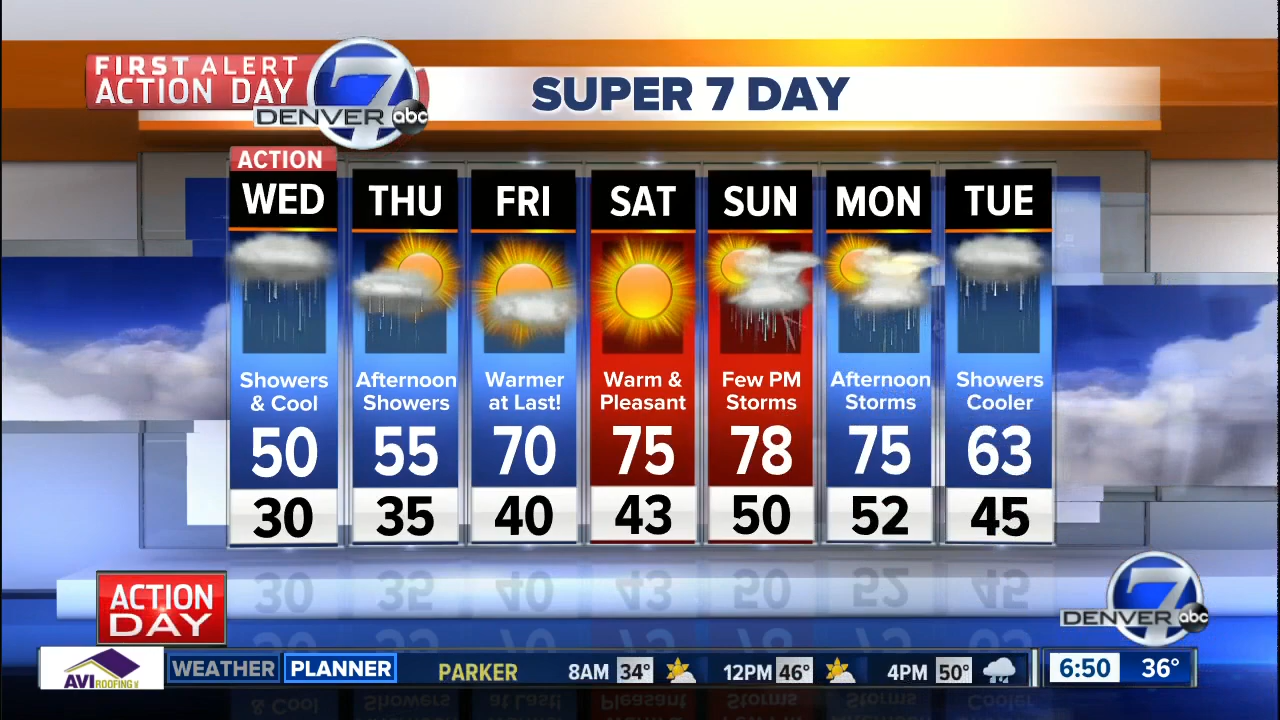 FIRST ALERT
ACTION DAY
7
DENVER abc
SUPER 7 DAY
ACTION
WED THU FRI SAT SUN MON TUE
Showers Afternoon Warmer Warm & Few PM Afternoon Showers
& Cool Showers at Last! Pleasant Storms Storms Cooler
50 55 70 75 78 75 63
30 35 40 43 50 52 45
ACTION
DAY
7
DENVER abc
AVI ROOFING
WEATHER PLANNER PARKER 8AM 34° 12PM 46° 4PM 50° 6:50 36°